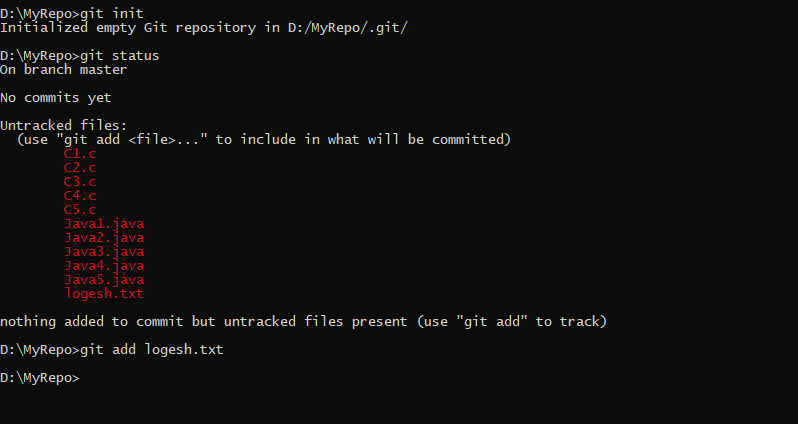 D:\MyRepo>git init
Initialized empty Git repository in D:/MyRepo/.git/
D:\MyRepo>git status
On branch master
No commits yet
Untracked files:
(use "git add <file>..." to include in what will be committed)
C1.c
C2.c
C3.c
C4.c
C5.c
Java1.java
Java2.java
Java3.java
Java4.java
Java5.java
logesh.txt
nothing added to commit but untracked files present (use "git add" to track)
D:\MyRepo>git add logesh.txt
D:\MyRepo>